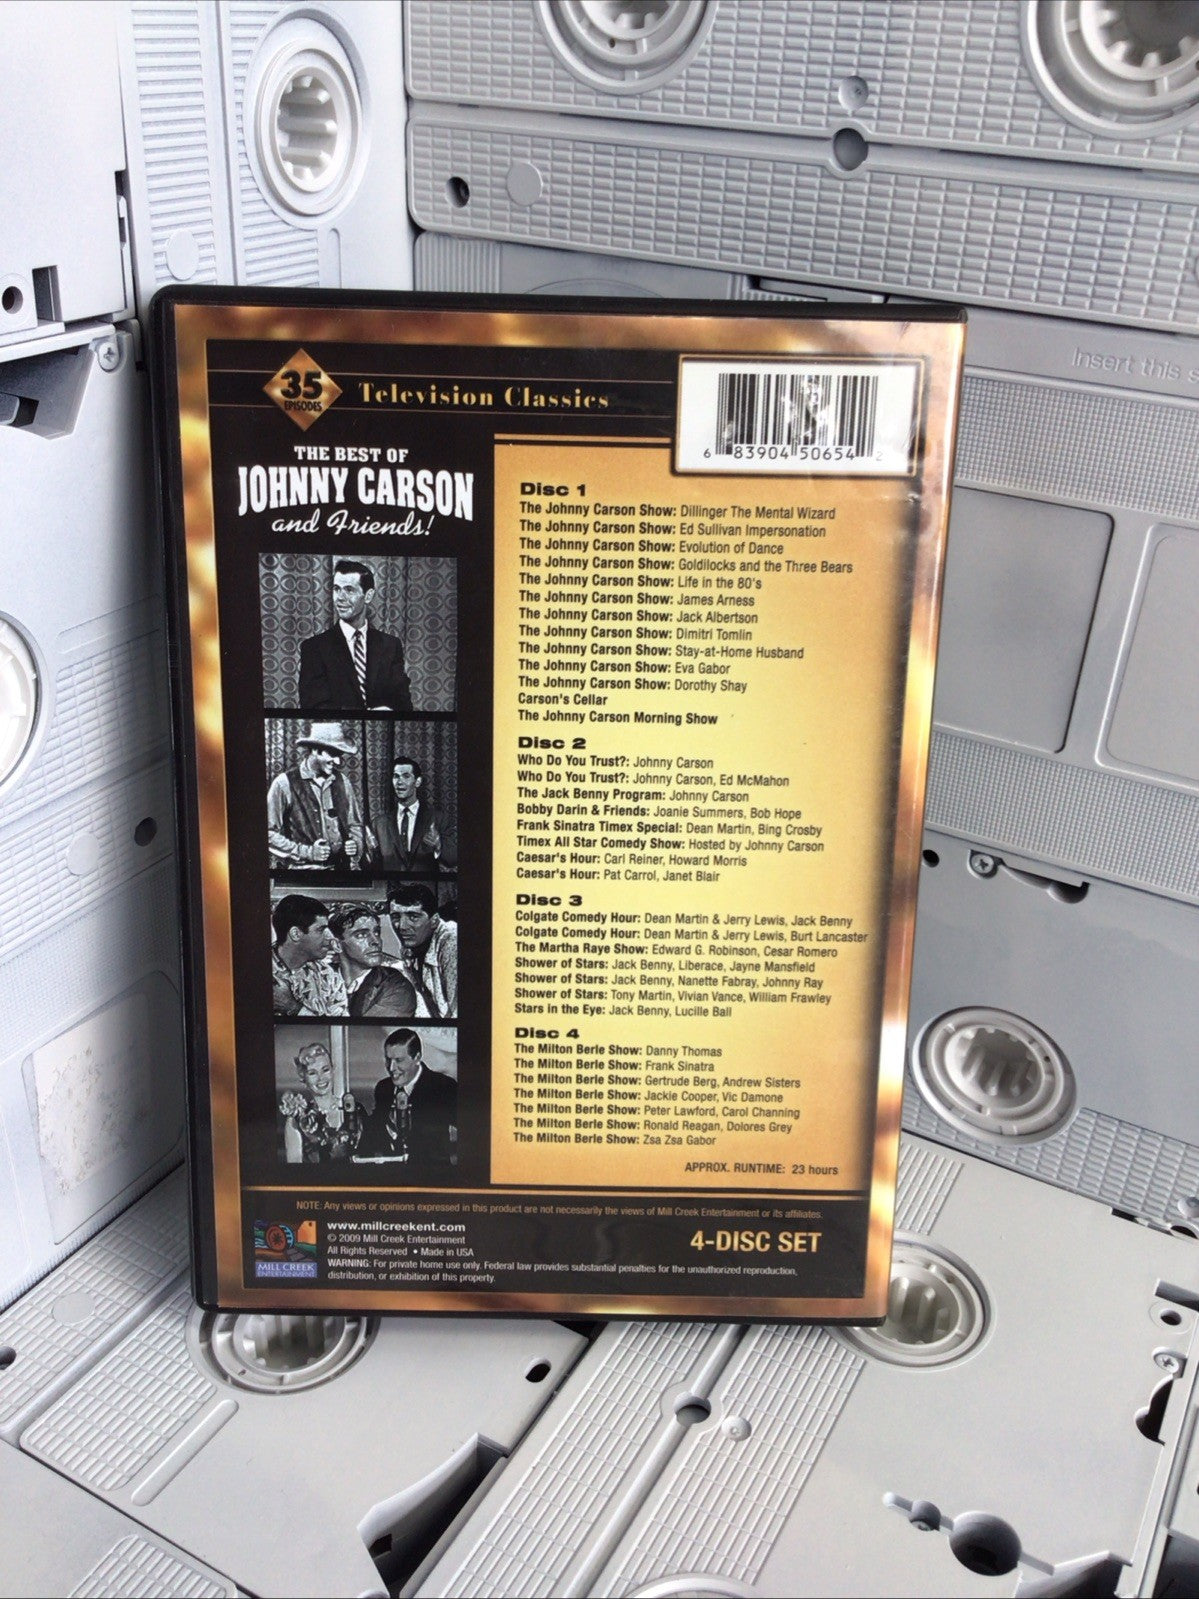 Insert this s
35
EPISODES
Television Classics
6 83904 50654 2
THE BEST OF
JOHNNY CARSON
and Friends!
Disc 1
The Johnny Carson Show: Dillinger The Mental Wizard
The Johnny Carson Show: Ed Sullivan Impersonation
The Johnny Carson Show: Evolution of Dance
The Johnny Carson Show: Goldilocks and the Three Bears
The Johnny Carson Show: Life in the 80's
The Johnny Carson Show: James Arness
The Johnny Carson Show: Jack Albertson
The Johnny Carson Show: Dimitri Tomlin
The Johnny Carson Show: Stay-at-Home Husband
The Johnny Carson Show: Eva Gabor
The Johnny Carson Show: Dorothy Shay
Carson's Cellar
The Johnny Carson Morning Show
Disc 2
Who Do You Trust?: Johnny Carson
Who Do You Trust?: Johnny Carson, Ed McMahon
The Jack Benny Program: Johnny Carson
Bobby Darin & Friends: Joanie Summers, Bob Hope
Frank Sinatra Timex Special: Dean Martin, Bing Crosby
Timex All Star Comedy Show: Hosted by Johnny Carson
Caesar's Hour: Carl Reiner, Howard Morris
Caesar's Hour: Pat Carrol, Janet Blair
Disc 3
Colgate Comedy Hour: Dean Martin & Jerry Lewis, Jack Benny
Colgate Comedy Hour: Dean Martin & Jerry Lewis, Burt Lancaster
The Martha Raye Show: Edward G. Robinson, Cesar Romero
Shower of Stars: Jack Benny, Liberace, Jayne Mansfield
Shower of Stars: Jack Benny, Nanette Fabray, Johnny Ray
Shower of Stars: Tony Martin, Vivian Vance, William Frawley
Stars in the Eye: Jack Benny, Lucille Ball
Disc 4
The Milton Berle Show: Danny Thomas
The Milton Berle Show: Frank Sinatra
The Milton Berle Show: Gertrude Berg, Andrew Sisters
The Milton Berle Show: Jackie Cooper, Vic Damone
The Milton Berle Show: Peter Lawford, Carol Channing
The Milton Berle Show: Ronald Reagan, Dolores Grey
The Milton Berle Show: Zsa Zsa Gabor
APPROX. RUNTIME: 23 hours
NOTE: Any views or opinions expressed in this product are not necessarily the views of Mill Creek Entertainment or its affiliates.
MILL CREEK
ENTERTAINMENT
www.millcreekent.com
© 2009 Mill Creek Entertainment
All Rights Reserved • Made in USA
WARNING: For private home use only. Federal law provides substantial penalties for the unauthorized reproduction,
distribution, or exhibition of this property.
4-DISC SET